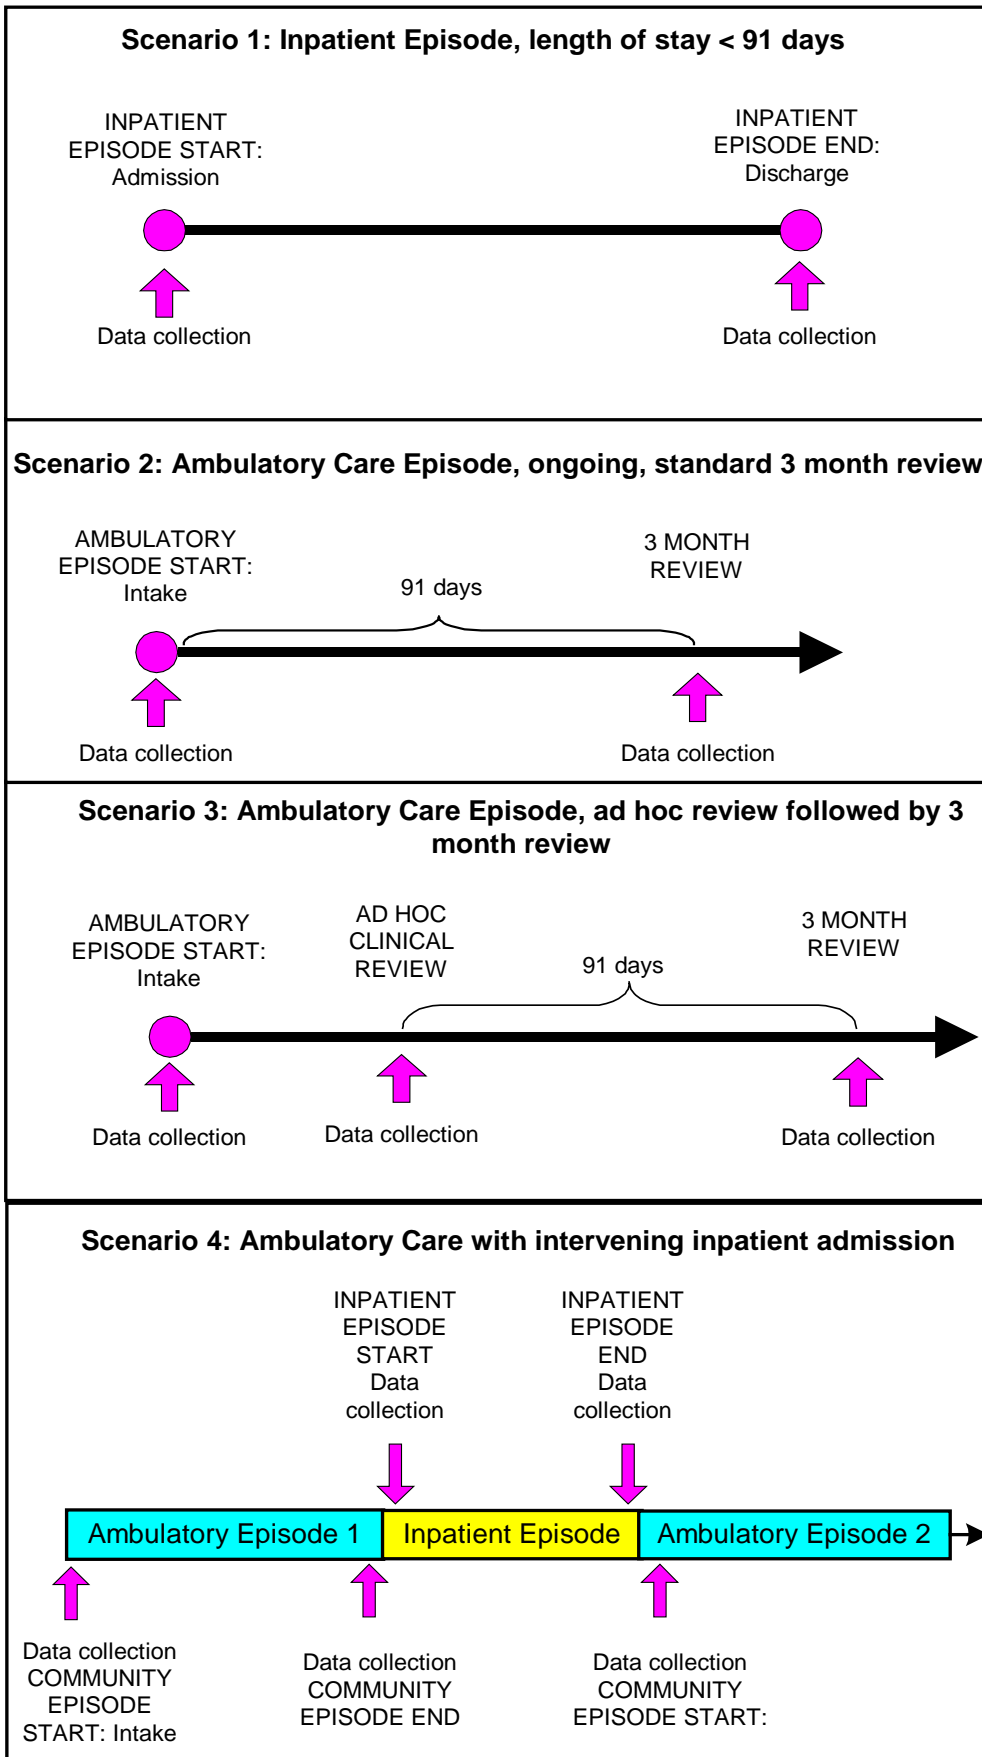 Scenario 1: Inpatient Episode, length of stay < 91 days
INPATIENT
EPISODE START:
Admission
INPATIENT
EPISODE END:
Discharge
Data collection
Data collection
Scenario 2: Ambulatory Care Episode, ongoing, standard 3 month review
AMBULATORY
EPISODE START:
Intake
91 days
3 MONTH
REVIEW
Data collection
Data collection
Scenario 3: Ambulatory Care Episode, ad hoc review followed by 3
month review
AMBULATORY
EPISODE START:
Intake
AD HOC
CLINICAL
REVIEW
91 days
3 MONTH
REVIEW
Data collection
Data collection
Data collection
Scenario 4: Ambulatory Care with intervening inpatient admission
INPATIENT
EPISODE
START
Data
collection
INPATIENT
EPISODE
END
Data
collection
Ambulatory Episode 1
Inpatient Episode
Ambulatory Episode 2
Data collection
COMMUNITY
EPISODE
START: Intake
Data collection
COMMUNITY
EPISODE END
Data collection
COMMUNITY
EPISODE START: